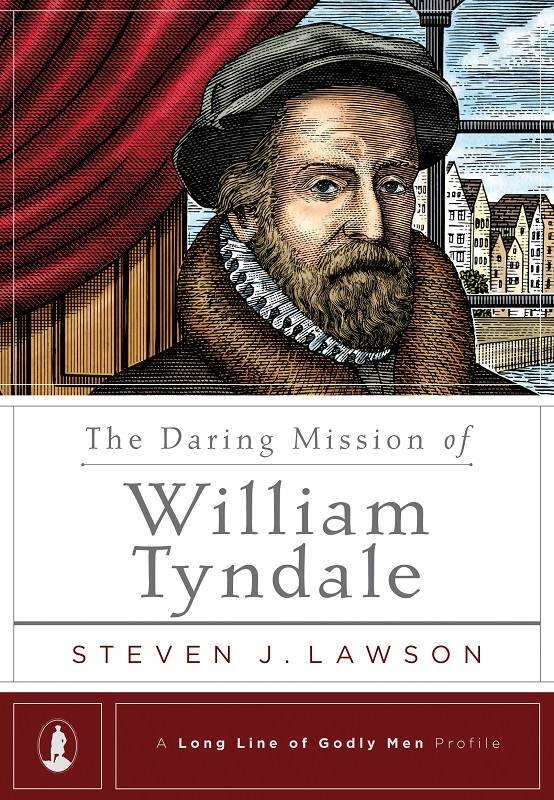 The Daring Mission of
William
Tyndale
STEVEN J. LAWSON
A Long Line of Godly Men Profile